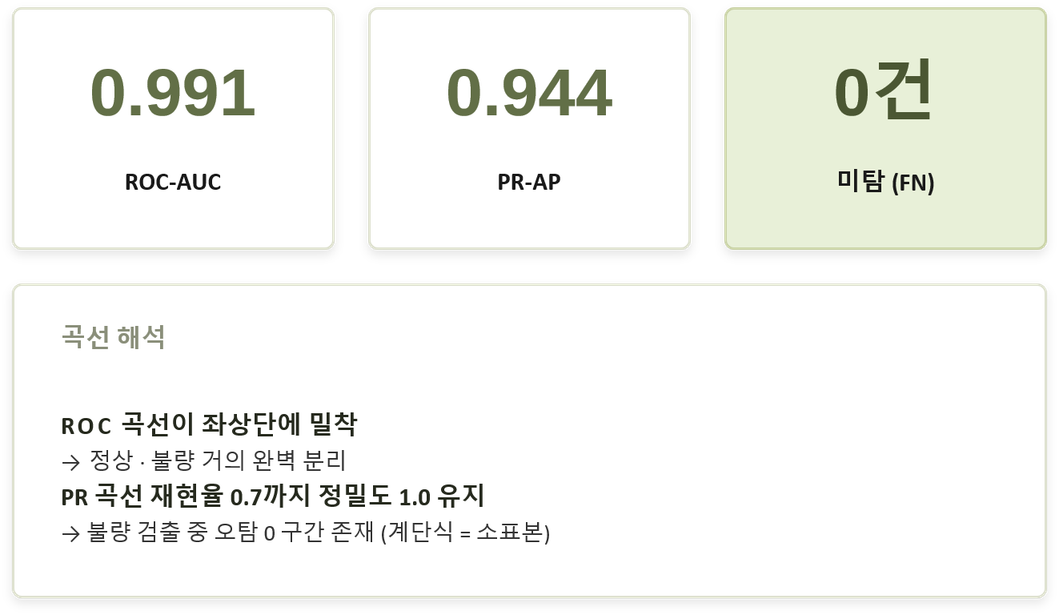 0.991
ROC-AUC
0.944
PR-AP
0건
미탐 (FN)
곡선 해석
ROC 곡선이 좌상단에 밀착
→ 정상 · 불량 거의 완벽 분리
PR 곡선 재현율 0.7까지 정밀도 1.0 유지
→ 불량 검출 중 오탐 0 구간 존재 (계단식 = 소표본)